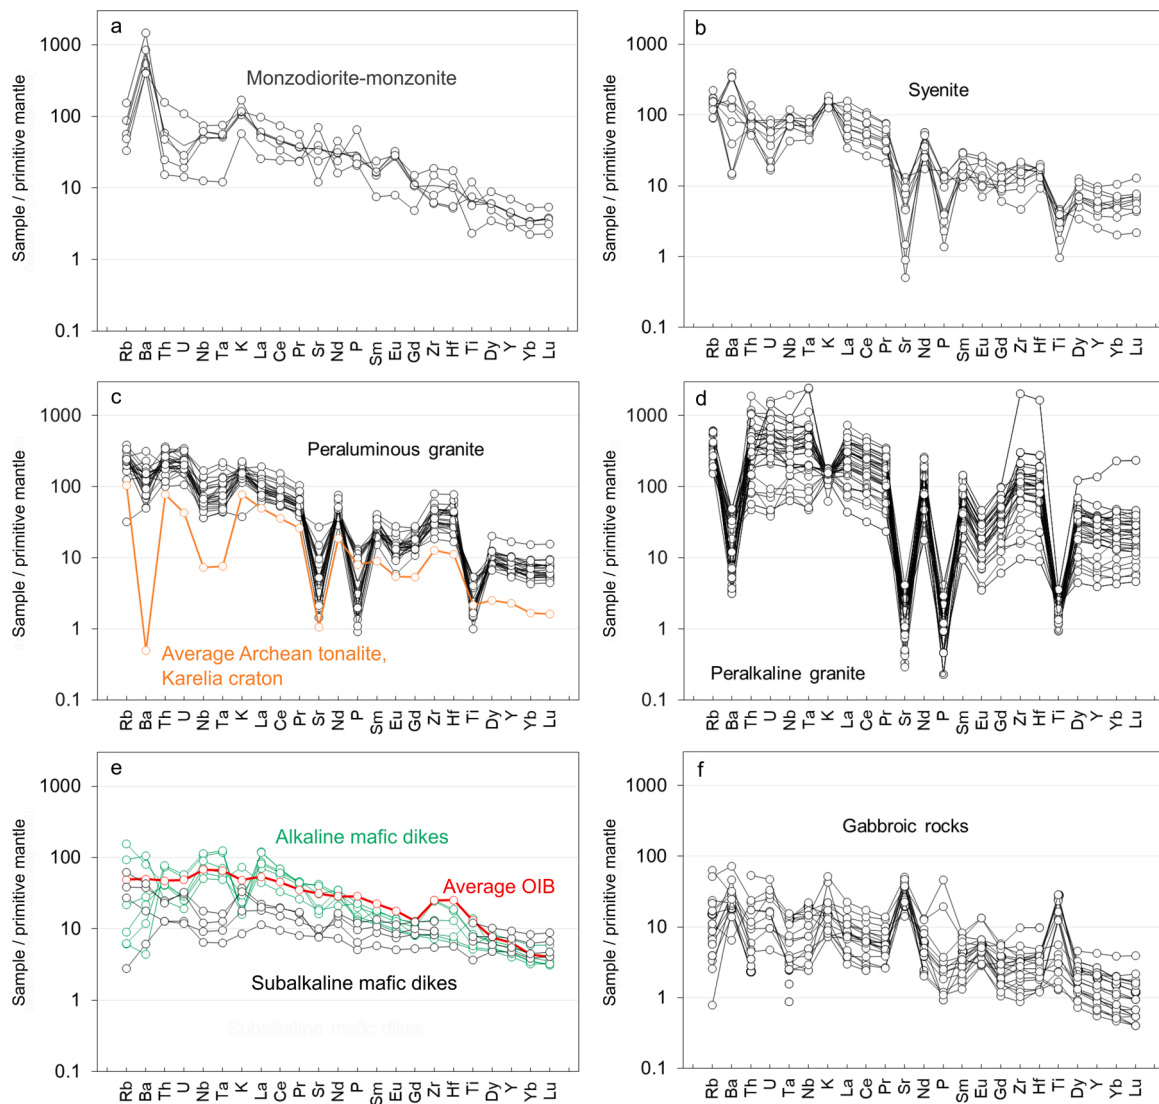 a
1000
100
10
1
0.1
Sample / primitive mantle
Monzodiorite-monzonite
Rb Ba Th U Nb Ta K La Ce Pr Sr Nd P Sm Eu Gd Zr Hf Ti Dy Y Yb Lu
b
1000
100
10
1
0.1
Sample / primitive mantle
Syenite
Rb Ba Th U Nb Ta K La Ce Pr Sr Nd P Sm Eu Gd Zr Hf Ti Dy Y Yb Lu
c
1000
100
10
1
0.1
Sample / primitive mantle
Peraluminous granite
Average Archean tonalite,
Karelia craton
Rb Ba Th U Nb Ta K La Ce Pr Sr Nd P Sm Eu Gd Zr Hf Ti Dy Y Yb Lu
d
1000
100
10
1
0.1
Sample / primitive mantle
Peralkaline granite
Rb Ba Th U Nb Ta K La Ce Pr Sr Nd P Sm Eu Gd Zr Hf Ti Dy Y Yb Lu
e
1000
100
10
1
0.1
Sample / primitive mantle
Alkaline mafic dikes
Average OIB
Subalkaline mafic dikes
Subalkaline mafic dikes
Rb Ba Th U Nb Ta K La Ce Pr Sr Nd P Sm Eu Gd Zr Hf Ti Dy Y Yb Lu
f
1000
100
10
1
0.1
Sample / primitive mantle
Gabbroic rocks
Rb Ba Th U Ta Nb K La Ce Pr Sr Nd P Sm Eu Gd Zr Hf Ti Dy Y Yb Lu